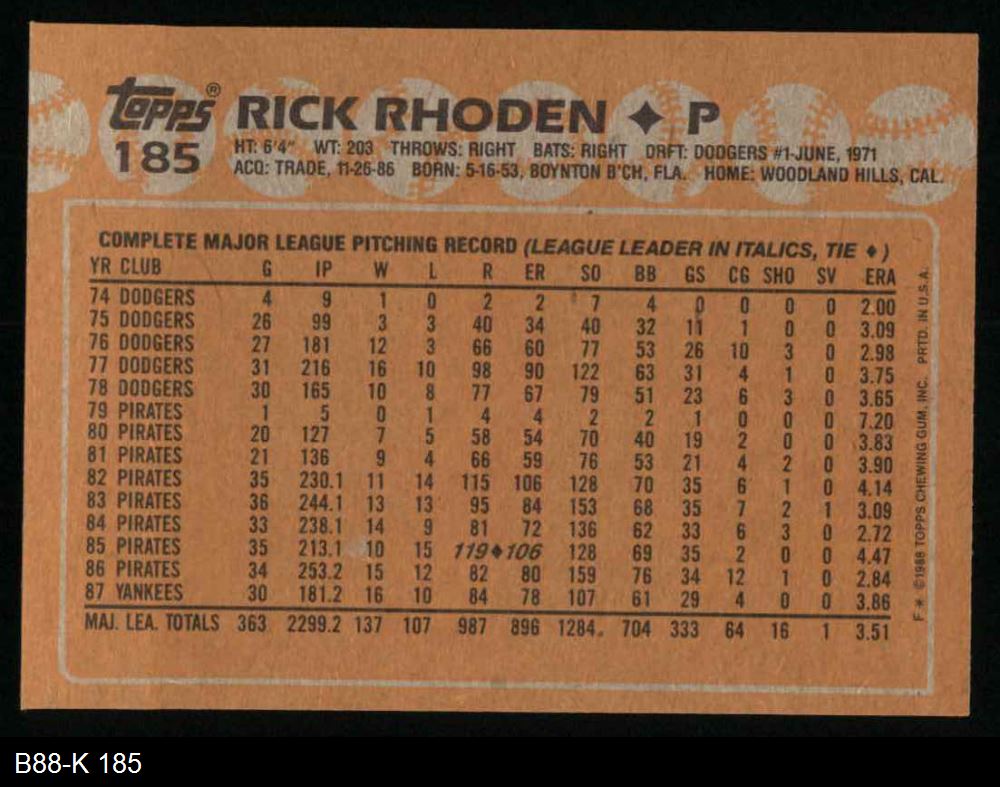 topps® RICK RHODEN ♦ P
185 HT: 6'4" WT: 203 THROWS: RIGHT BATS: RIGHT DRFT: DODGERS #1-JUNE, 1971
ACQ: TRADE, 11-26-86 BORN: 5-16-53, BOYNTON B'CH, FLA. HOME: WOODLAND HILLS, CAL.
COMPLETE MAJOR LEAGUE PITCHING RECORD (LEAGUE LEADER IN ITALICS, TIE ♦)
YR CLUB G IP W L R ER SO BB GS CG SHO SV ERA
74 DODGERS 4 9 1 0 2 2 7 4 0 0 0 0 2.00
75 DODGERS 26 99 3 3 40 34 40 32 11 1 0 0 3.09
76 DODGERS 27 181 12 3 66 60 77 53 26 10 3 0 2.98
77 DODGERS 31 216 16 10 98 90 122 63 31 4 1 0 3.75
78 DODGERS 30 165 10 8 77 67 79 51 23 6 3 0 3.65
79 PIRATES 1 5 0 1 4 4 2 2 1 0 0 0 7.20
80 PIRATES 20 127 7 5 58 54 70 40 19 2 0 0 3.83
81 PIRATES 21 136 9 4 66 59 76 53 21 4 2 0 3.90
82 PIRATES 35 230.1 11 14 115 106 128 70 35 6 1 0 4.14
83 PIRATES 36 244.1 13 13 95 84 153 68 35 7 2 1 3.09
84 PIRATES 33 238.1 14 9 81 72 136 62 33 6 3 0 2.72
85 PIRATES 35 213.1 10 15 119♦106 128 69 35 2 0 0 4.47
86 PIRATES 34 253.2 15 12 82 80 159 76 34 12 1 0 2.84
87 YANKEES 30 181.2 16 10 84 78 107 61 29 4 0 0 3.86
MAJ. LEA. TOTALS 363 2299.2 137 107 987 896 1284. 704 333 64 16 1 3.51
F* ©1988 TOPPS CHEWING GUM, INC. PRTD. IN U.S.A.
B88-K 185